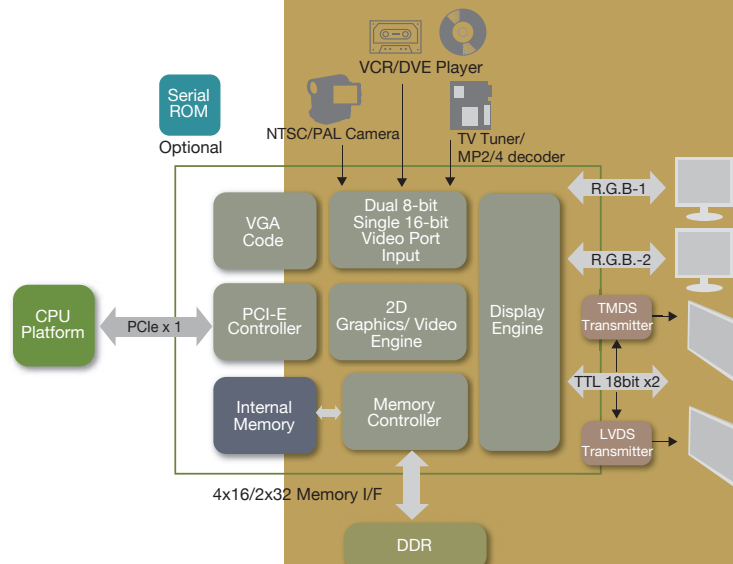 VCR/DVE Player
Serial
ROM
Optional
NTSC/PAL Camera
TV Tuner/
MP2/4 decoder
VGA
Code
Dual 8-bit
Single 16-bit
Video Port
Input
R.G.B-1
R.G.B.-2
CPU
Platform
PCIe x 1
PCI-E
Controller
2D
Graphics/ Video
Engine
Display
Engine
TMDS
Transmitter
TTL 18bit x2
Internal
Memory
Memory
Controller
LVDS
Transmitter
4x16/2x32 Memory I/F
DDR